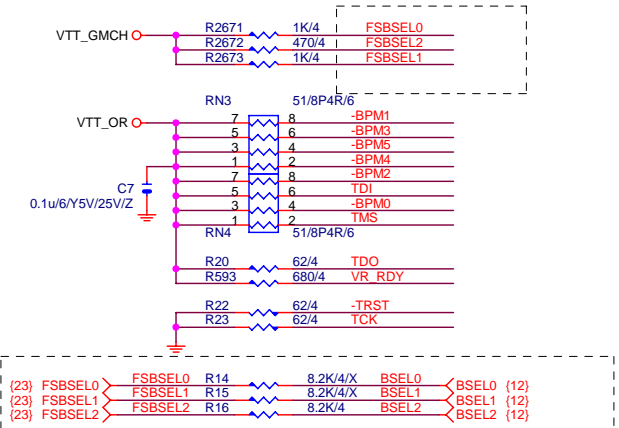 VTT_GMCH R2671 1K/4 FSBSEL0
R2672 470/4 FSBSEL2
R2673 1K/4 FSBSEL1
RN3 51/8P4R/6
VTT_OR 7 8 -BPM1
5 6 -BPM3
3 4 -BPM5
1 2 -BPM4
7 8 -BPM2
C7 5 6 TDI
0.1u/6/Y5V/25V/Z 3 4 -BPM0
1 2 TMS
RN4 51/8P4R/6
R20 62/4 TDO
R593 680/4 VR_RDY
R22 62/4 -TRST
R23 62/4 TCK
{23} FSBSEL0 FSBSEL0 R14 8.2K/4/X BSEL0 BSEL0 {12}
{23} FSBSEL1 FSBSEL1 R15 8.2K/4/X BSEL1 BSEL1 {12}
{23} FSBSEL2 FSBSEL2 R16 8.2K/4 BSEL2 BSEL2 {12}